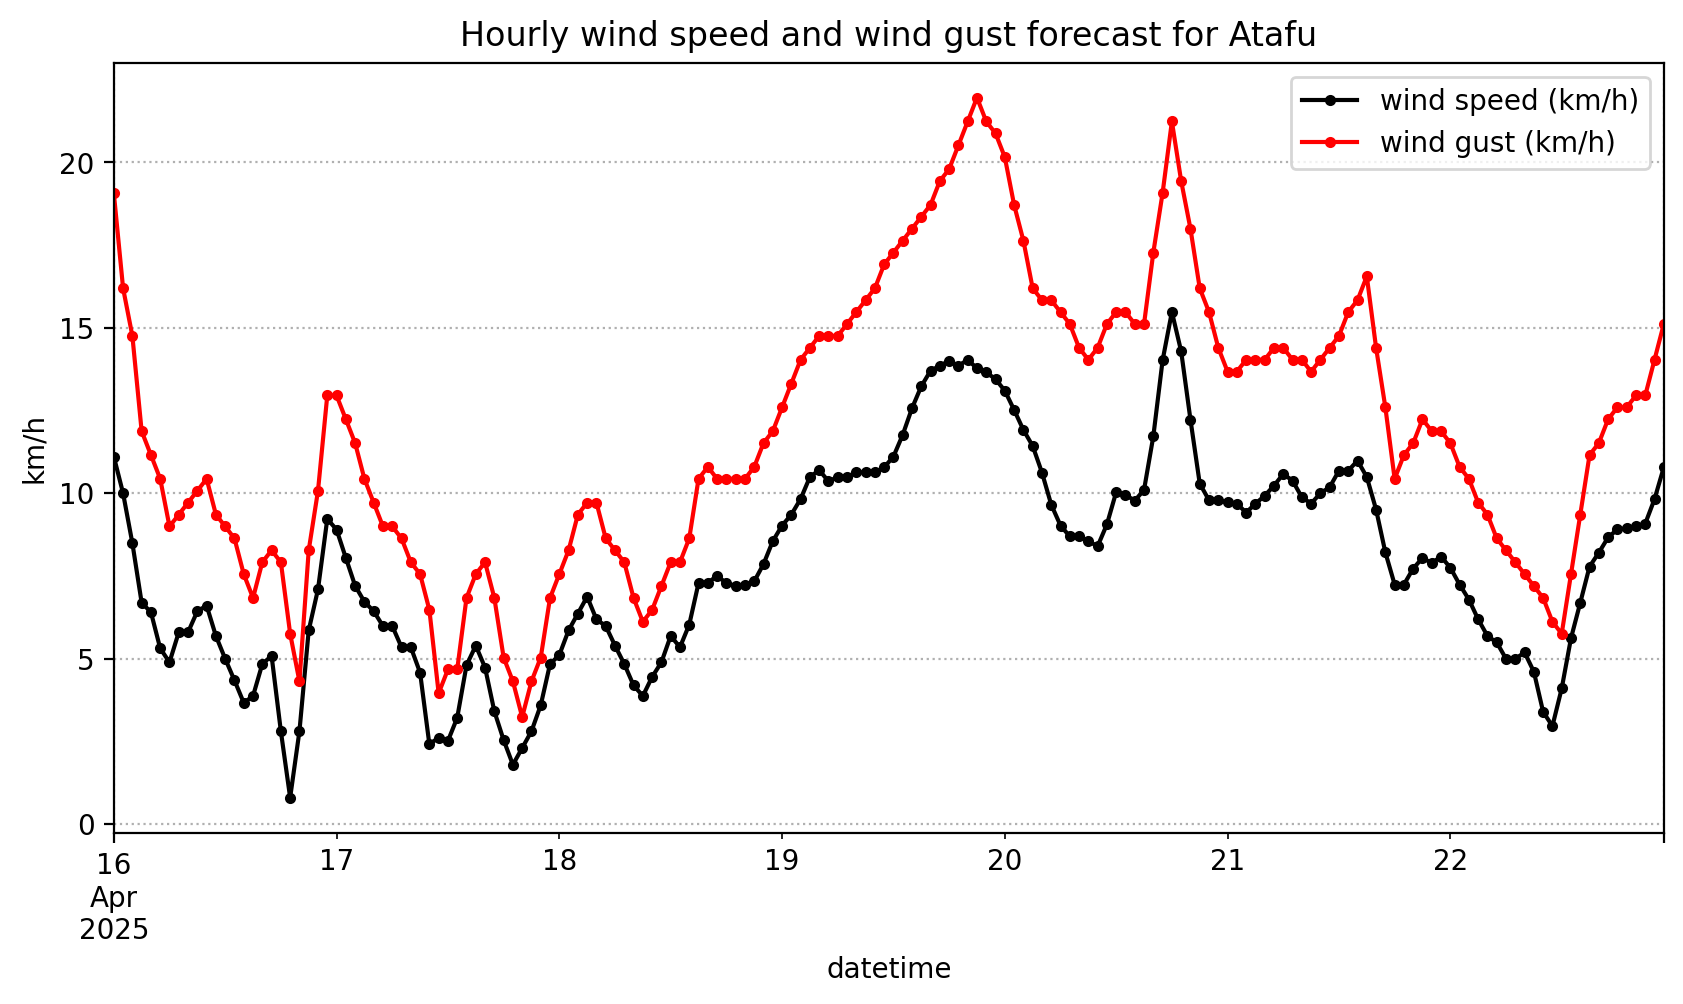 Hourly wind speed and wind gust forecast for Atafu
wind speed (km/h)
wind gust (km/h)
km/h
20
15
10
5
0
16
Apr
2025
17
18
19
20
21
22
datetime